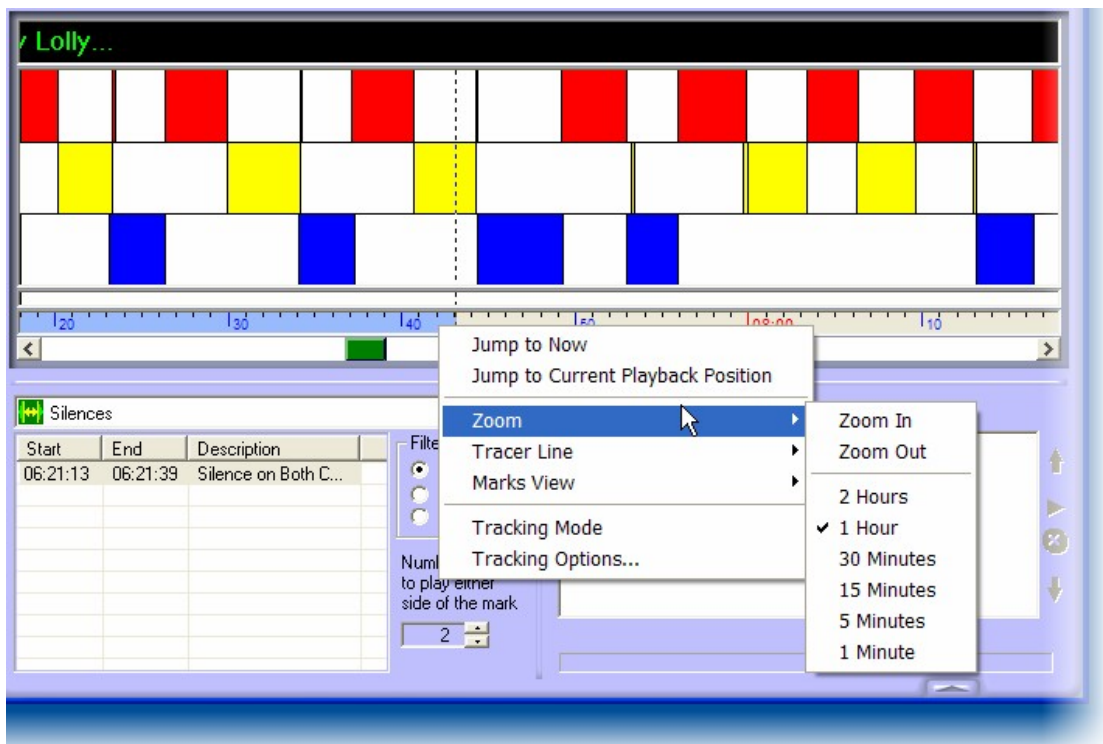 Lolly...
20 30 40 50 08:00 10
Jump to Now
Jump to Current Playback Position
Zoom
Tracer Line
Marks View
Tracking Mode
Tracking Options...
Zoom In
Zoom Out
2 Hours
1 Hour
30 Minutes
15 Minutes
5 Minutes
1 Minute
Silences
Start End Description
06:21:13 06:21:39 Silence on Both C...
to play either
side of the mark
2